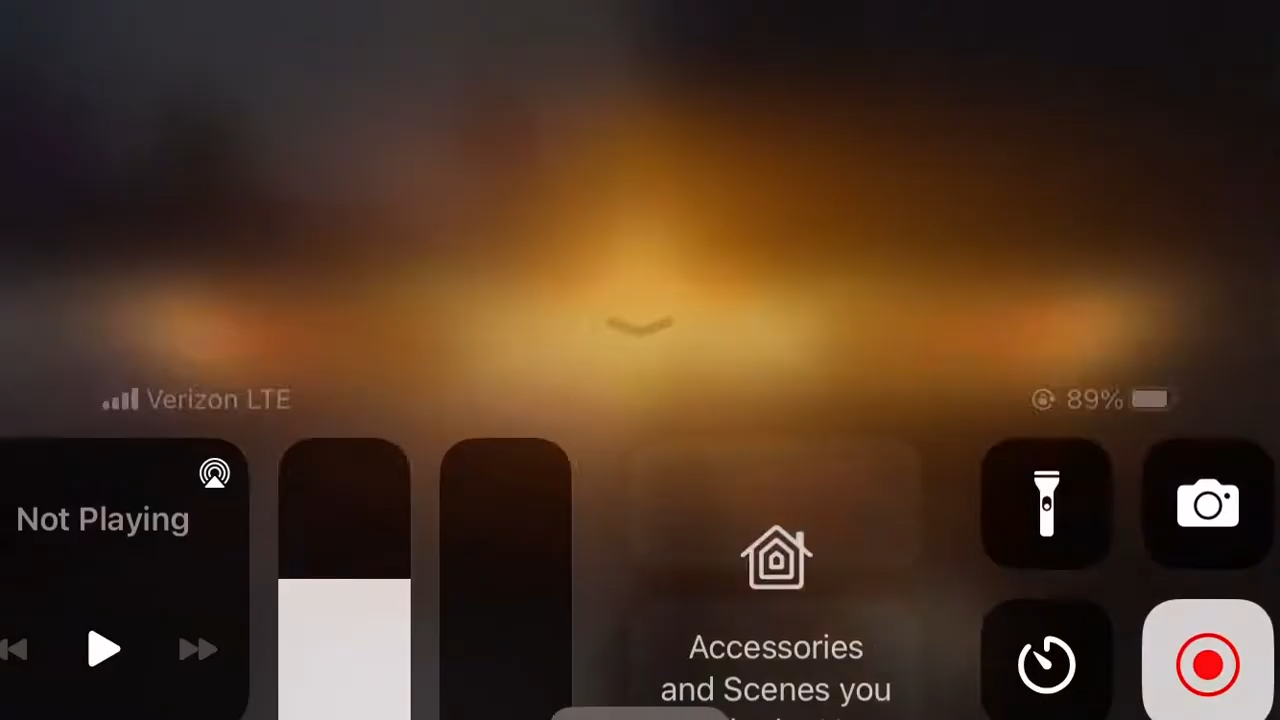 Verizon LTE
89%
Not Playing
Accessories
and Scenes you